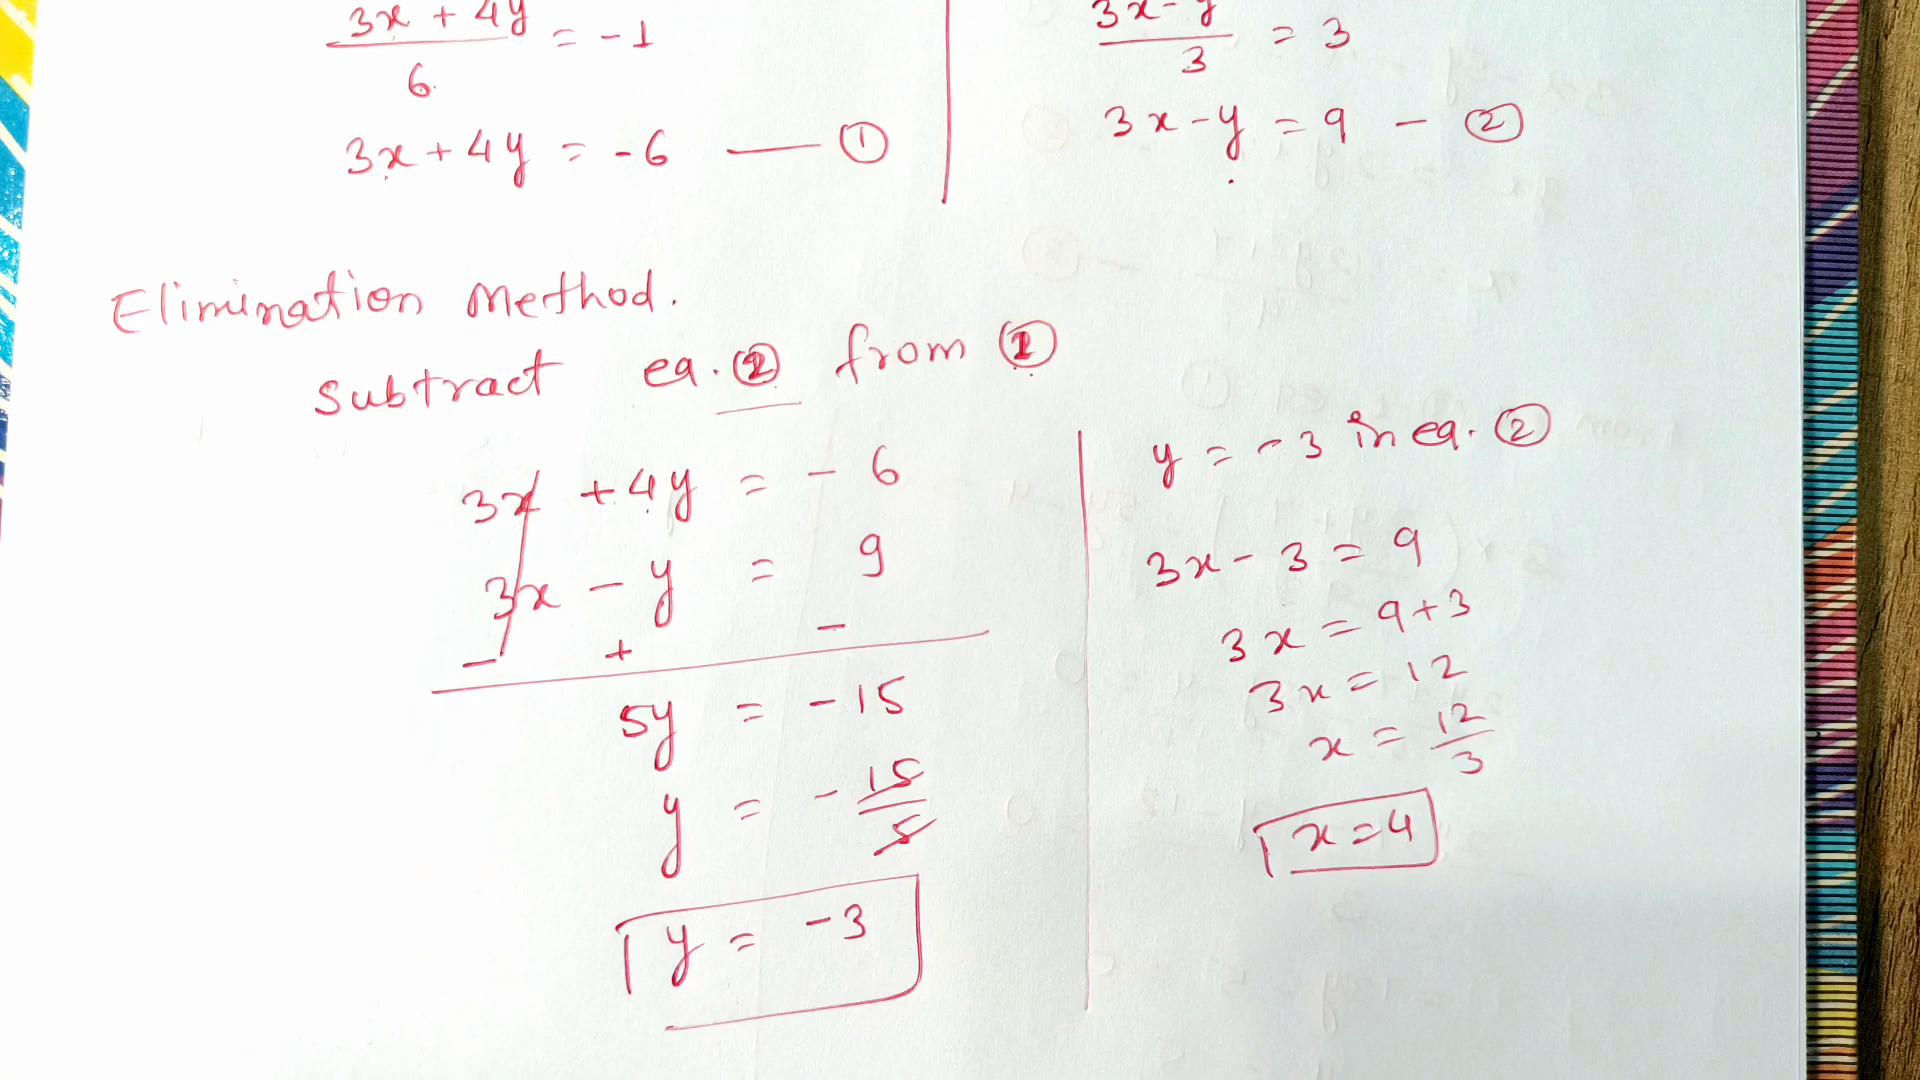 3x + 4y
———— = -1
6
3x + 4y = -6 — ①
3x - y
———— = 3
3
3x - y = 9 - ②
Elimination Method.
Subtract eq. ② from ①
3x + 4y = - 6
3x - y = 9
- + -
5y = - 15
y = - 15/5
y = -3
y = -3 in eq. ②
3x - 3 = 9
3x = 9+3
3x = 12
x = 12/3
x = 4